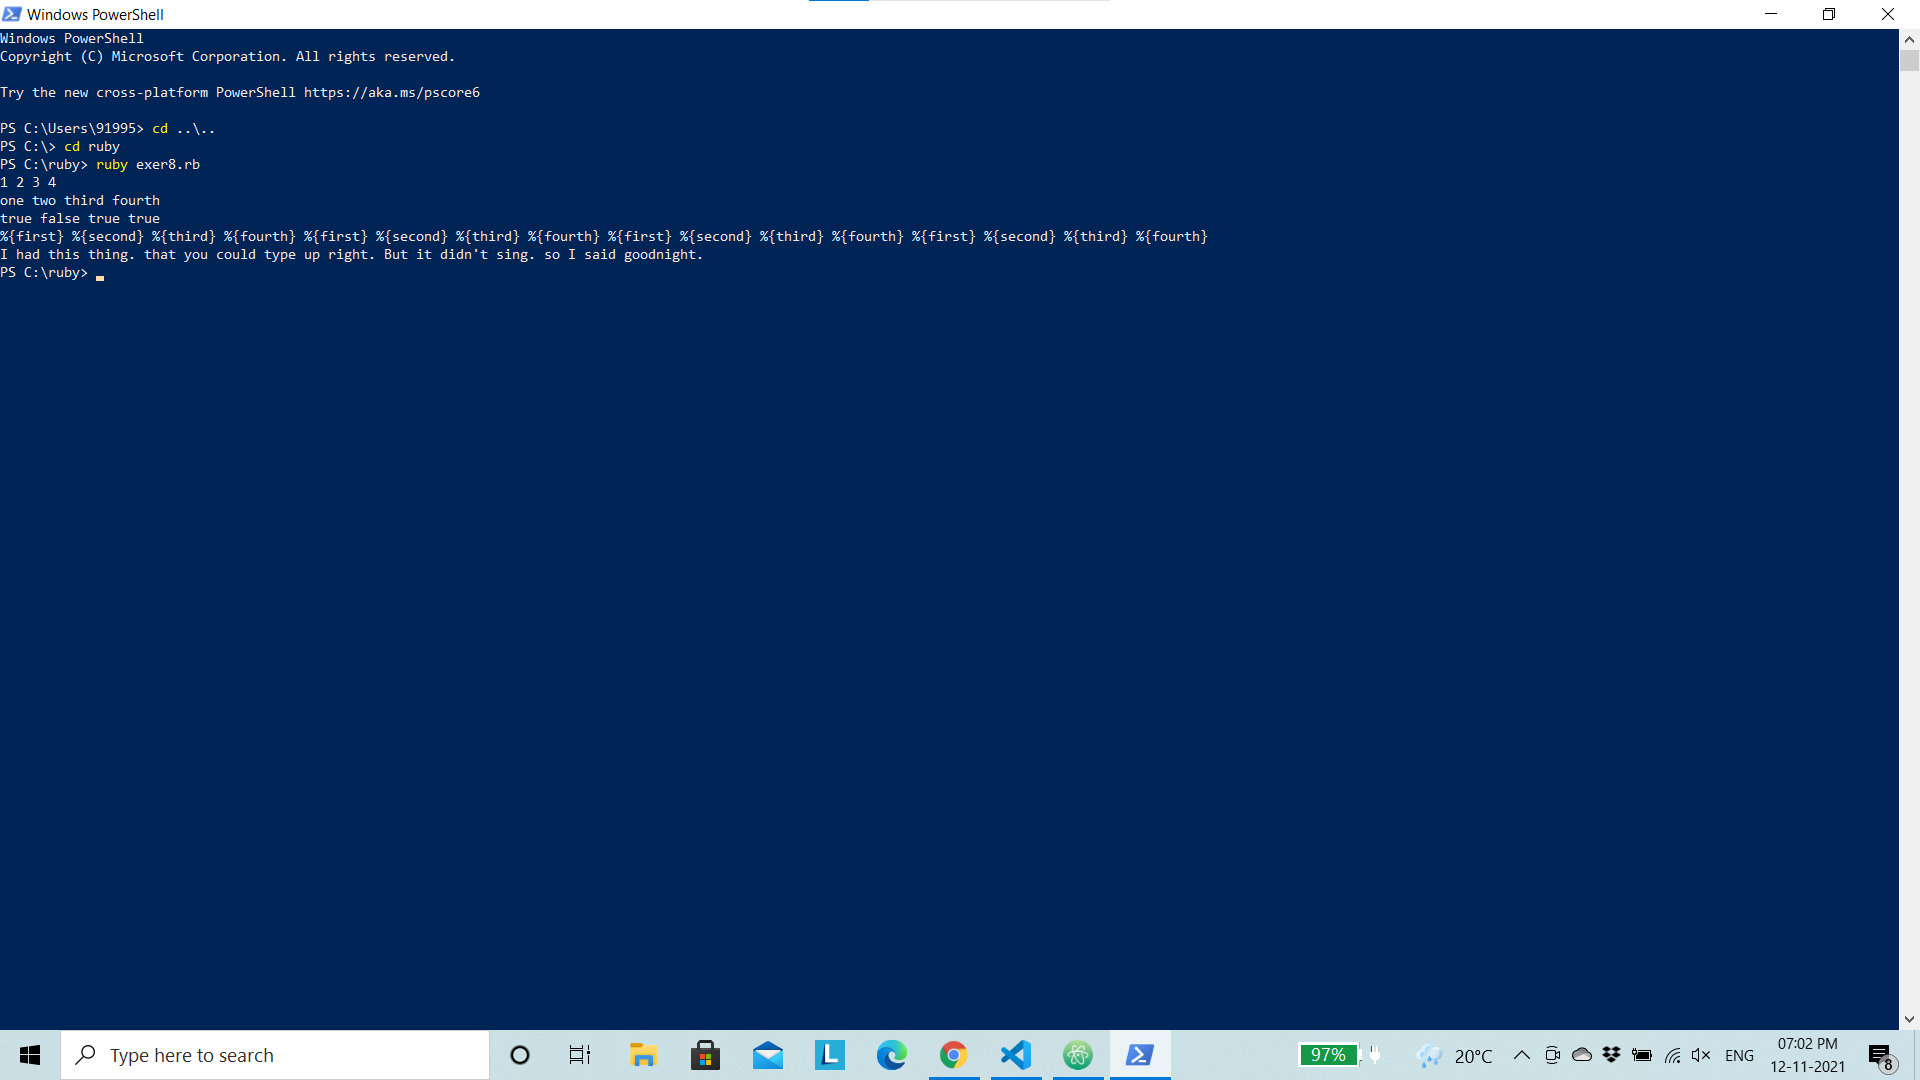 Windows PowerShell
Windows PowerShell
Copyright (C) Microsoft Corporation. All rights reserved.
Try the new cross-platform PowerShell https://aka.ms/pscore6
PS C:\Users\91995> cd ..\..
PS C:\> cd ruby
PS C:\ruby> ruby exer8.rb
1 2 3 4
one two third fourth
true false true true
%{first} %{second} %{third} %{fourth} %{first} %{second} %{third} %{fourth} %{first} %{second} %{third} %{fourth} %{first} %{second} %{third} %{fourth}
I had this thing. that you could type up right. But it didn't sing. so I said goodnight.
PS C:\ruby>
Type here to search
L
97%
20°C
ENG
07:02 PM
12-11-2021
8